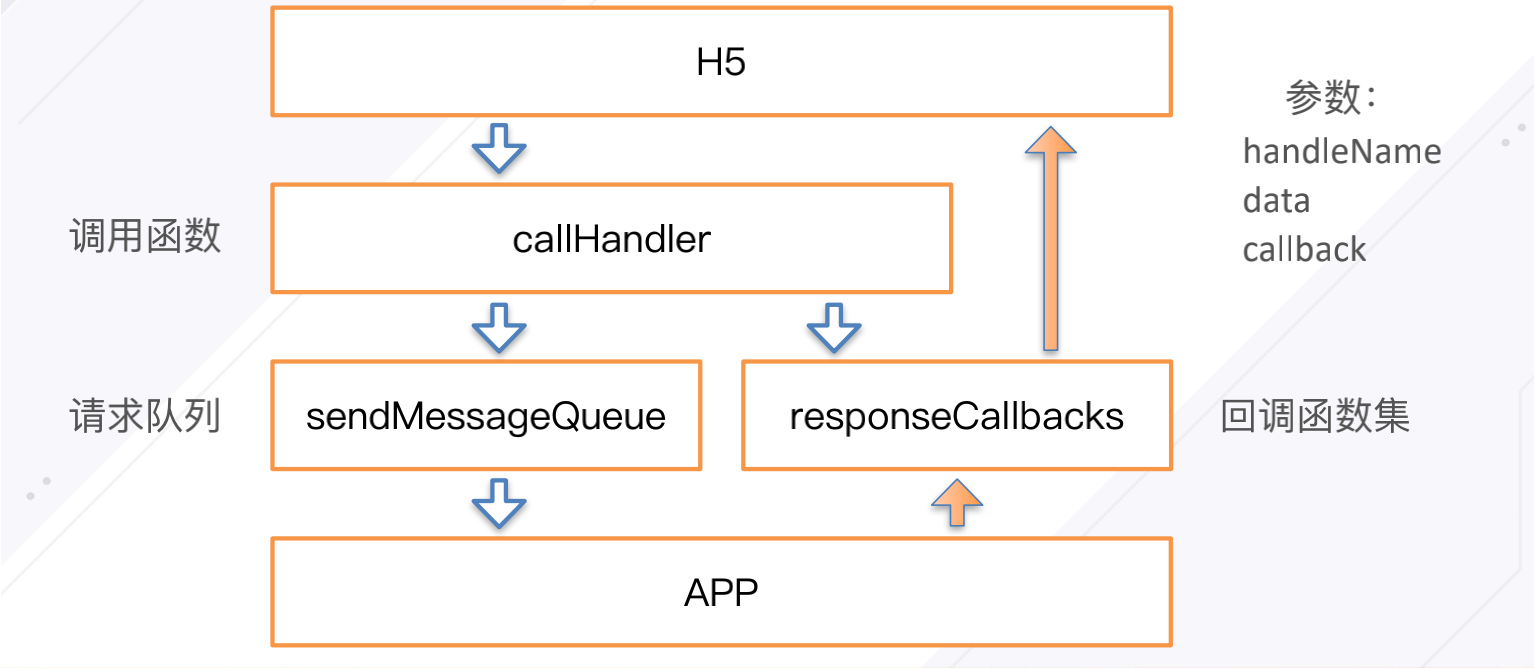 H5
参数：
handleName
data
callback
调用函数
callHandler
请求队列
sendMessageQueue
responseCallbacks
回调函数集
APP